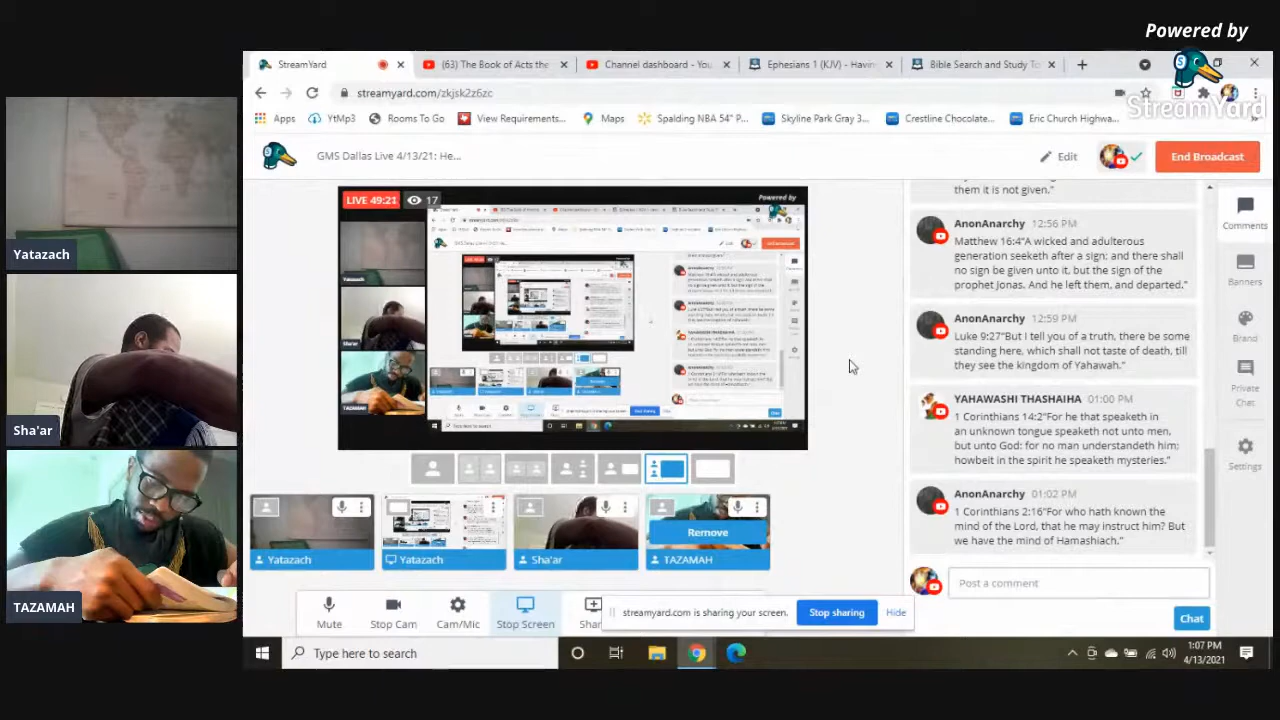 Powered by
StreamYard
StreamYard
(63) The Book of Acts the
Channel dashboard - You
Ephesians 1 (KJV) - Havin
Bible Search and Study To
streamyard.com/zkjsk2z6zc
Apps
YtMp3
Rooms To Go
View Requirements...
Maps
Spalding NBA 54" P...
Skyline Park Gray 3...
Crestline Chocolate...
Eric Church Highwa...
GMS Dallas Live 4/13/21: He...
Edit
End Broadcast
LIVE 49:21
17
Powered by
Yatazach
Sha'ar
TAZAMAH
them it is not given."
AnonAnarchy 12:56 PM
Matthew 16:4"A wicked and adulterous
generation seeketh after a sign; and there shall
no sign be given unto it, but the sign of the
prophet Jonas. And he left them, and departed."
AnonAnarchy 12:59 PM
Luke 9:27"But I tell you of a truth, there be some
standing here, which shall not taste of death, till
they see the kingdom of Yahawah."
YAHAWASHI THASHAIHA 01:00 PM
1 Corinthians 14:2"For he that speaketh in
an unknown tongue speaketh not unto men,
but unto God: for no man understandeth him;
howbeit in the spirit he speaketh mysteries."
AnonAnarchy 01:02 PM
1 Corinthians 2:16"For who hath known the
mind of the Lord, that he may instruct him? But
we have the mind of Hamashiach."
Post a comment
Chat
Comments
Banners
Brand
Private
Chat
Settings
Yatazach
Sha'ar
TAZAMAH
Remove
Yatazach
Yatazach
Sha'ar
TAZAMAH
Mute
Stop Cam
Cam/Mic
Stop Screen
Shar
streamyard.com is sharing your screen.
Stop sharing
Hide
Type here to search
1:07 PM
4/13/2021